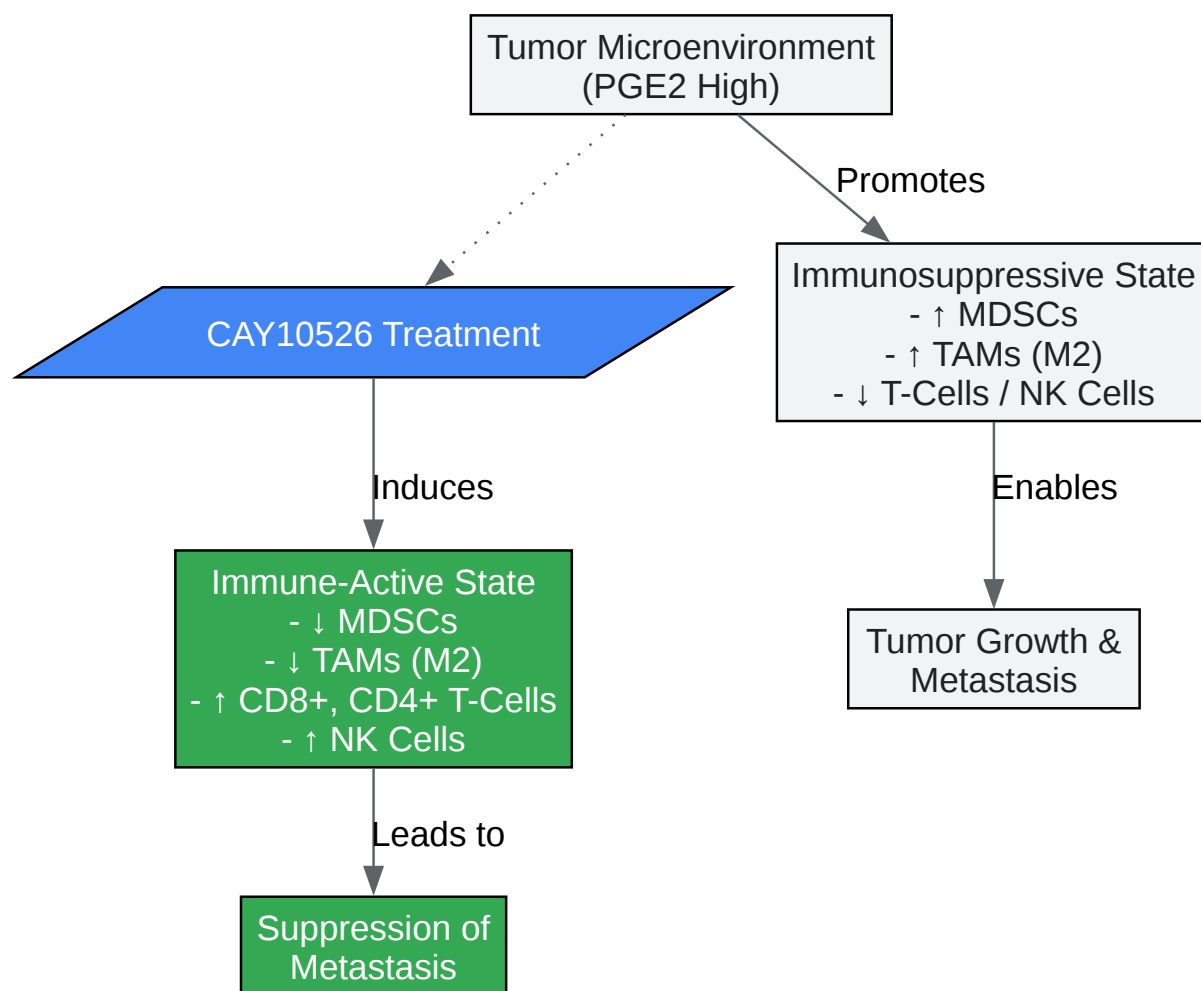 Tumor Microenvironment
(PGE2 High)
Promotes
Immunosuppressive State
- ↑ MDSCs
- ↑ TAMs (M2)
- ↓ T-Cells / NK Cells
CAY10526 Treatment
Induces
Enables
Immune-Active State
- ↓ MDSCs
- ↓ TAMs (M2)
- ↑ CD8+, CD4+ T-Cells
- ↑ NK Cells
Tumor Growth &
Metastasis
Leads to
Suppression of
Metastasis